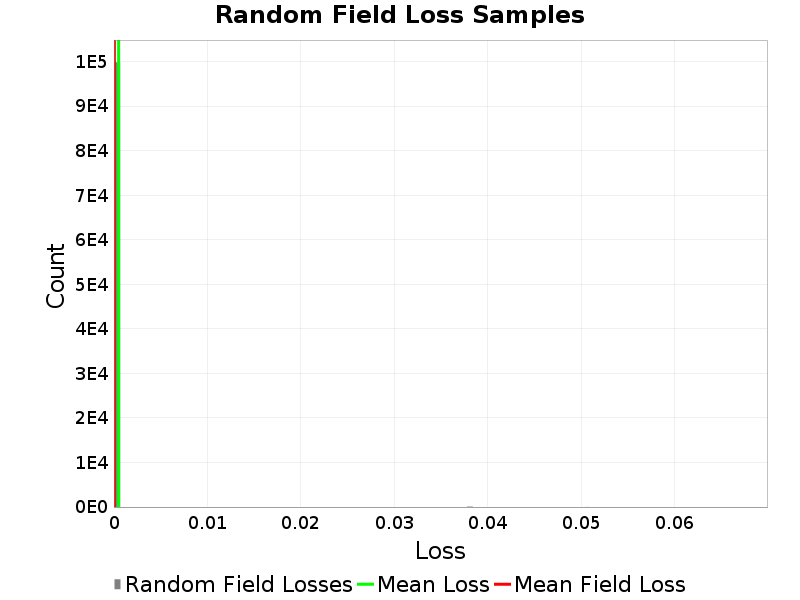 Random Field Loss Samples
1E5
9E4
8E4
7E4
6E4
5E4
4E4
3E4
2E4
1E4
0E0
Count
0 0.01 0.02 0.03 0.04 0.05 0.06
Loss
Random Field Losses Mean Loss Mean Field Loss